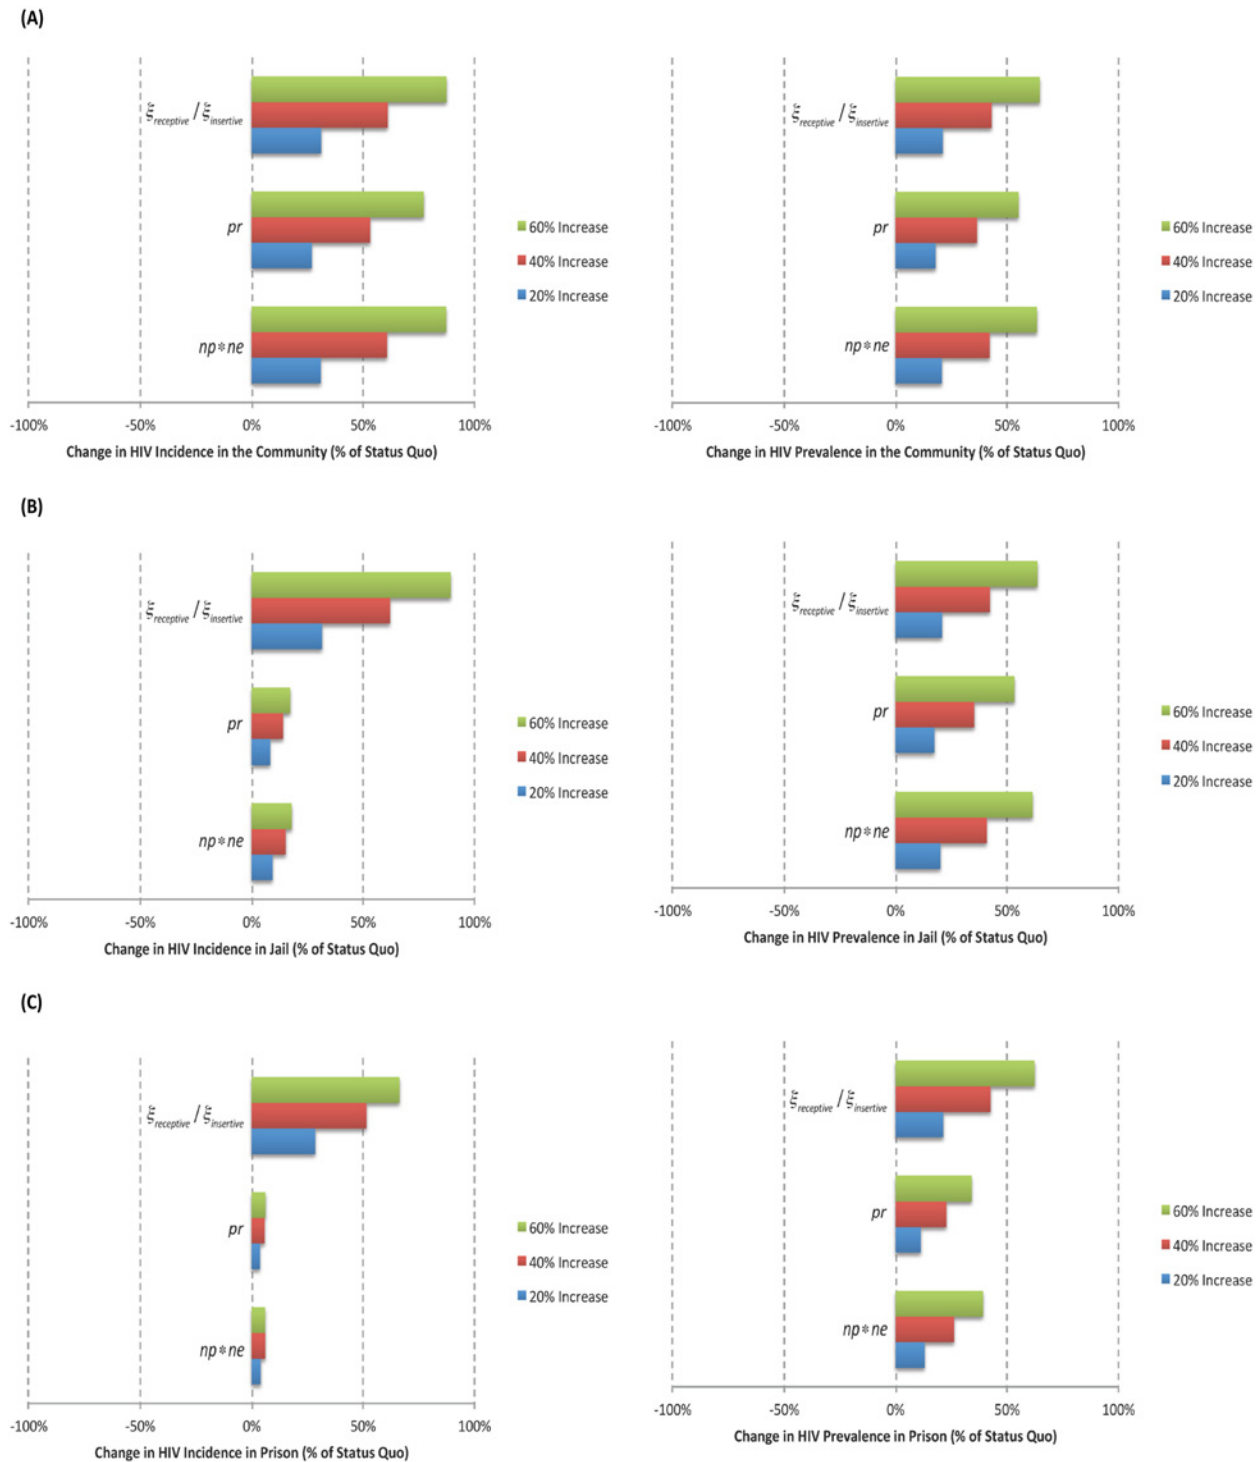 (A)
ξreceptive / ξinsertive
pr
np*ne
60% Increase
40% Increase
20% Increase
-100% -50% 0% 50% 100%
Change in HIV Incidence in the Community (% of Status Quo)
ξreceptive / ξinsertive
pr
np*ne
60% Increase
40% Increase
20% Increase
-100% -50% 0% 50% 100%
Change in HIV Prevalence in the Community (% of Status Quo)
(B)
ξreceptive / ξinsertive
pr
np*ne
60% Increase
40% Increase
20% Increase
-100% -50% 0% 50% 100%
Change in HIV Incidence in Jail (% of Status Quo)
ξreceptive / ξinsertive
pr
np*ne
60% Increase
40% Increase
20% Increase
-100% -50% 0% 50% 100%
Change in HIV Prevalence in Jail (% of Status Quo)
(C)
ξreceptive / ξinsertive
pr
np*ne
60% Increase
40% Increase
20% Increase
-100% -50% 0% 50% 100%
Change in HIV Incidence in Prison (% of Status Quo)
ξreceptive / ξinsertive
pr
np*ne
60% Increase
40% Increase
20% Increase
-100% -50% 0% 50% 100%
Change in HIV Prevalence in Prison (% of Status Quo)